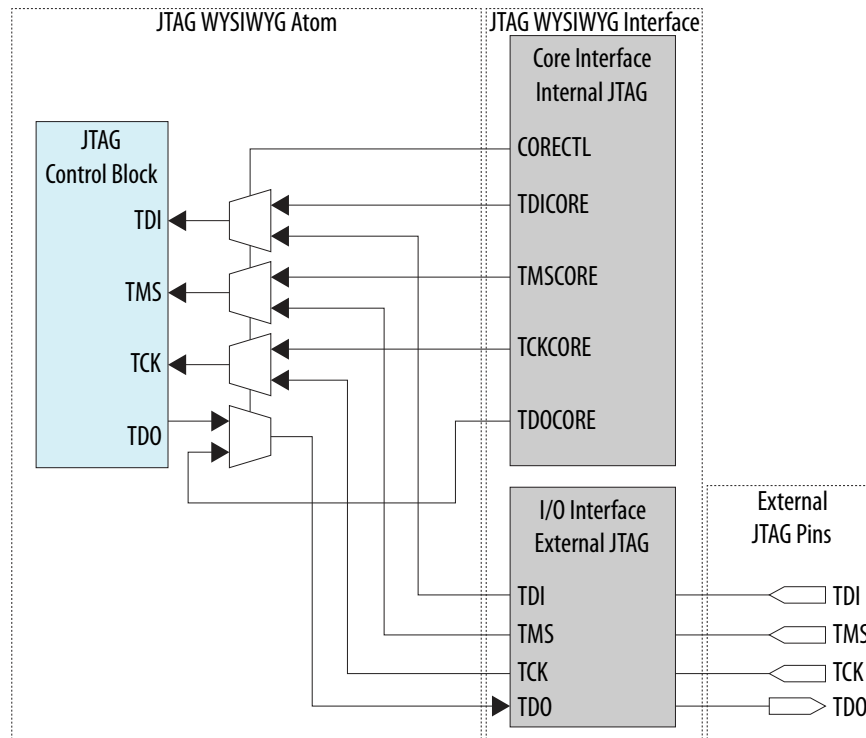 JTAG WYSIWYG Atom
JTAG WYSIWYG Interface
Core Interface
Internal JTAG
JTAG
Control Block
CORECTL
TDI
TDICORE
TMS
TMSCORE
TCK
TCKCORE
TDO
TDOCORE
I/O Interface
External JTAG
External
JTAG Pins
TDI
TDI
TMS
TMS
TCK
TCK
TDO
TDO